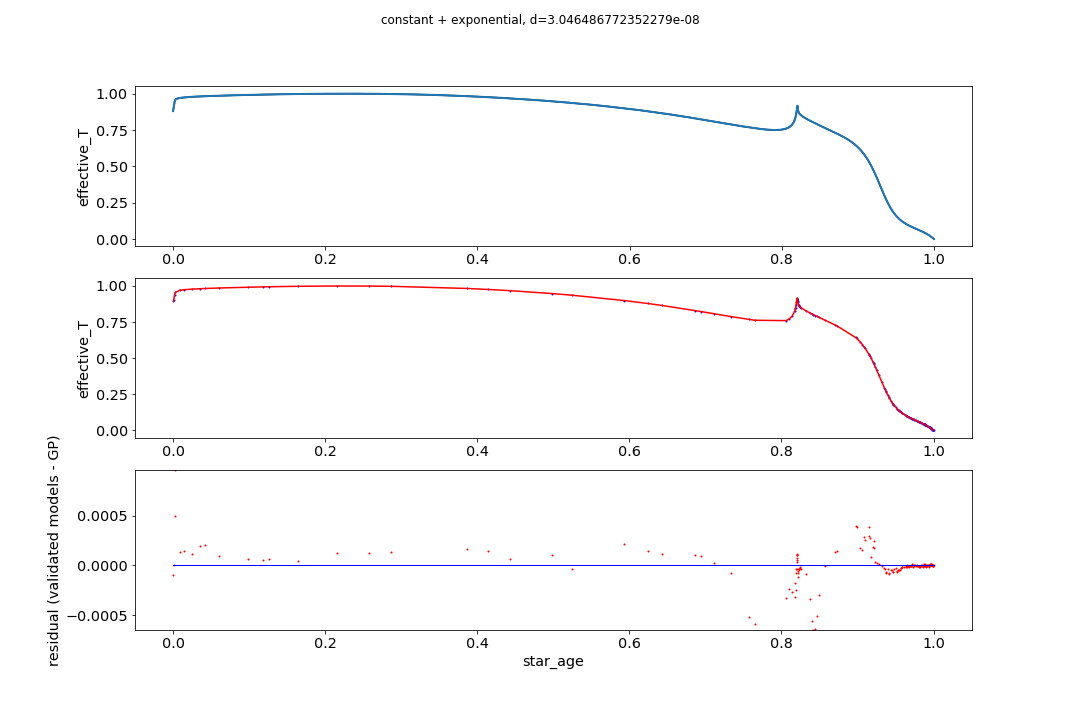 constant + exponential, d=3.046486772352279e-08
1.00
0.75
0.50
0.25
0.00
effective_T
0.0 0.2 0.4 0.6 0.8 1.0
1.00
0.75
0.50
0.25
0.00
effective_T
0.0 0.2 0.4 0.6 0.8 1.0
0.0005
0.0000
−0.0005
residual (validated models - GP)
0.0 0.2 0.4 0.6 0.8 1.0
star_age